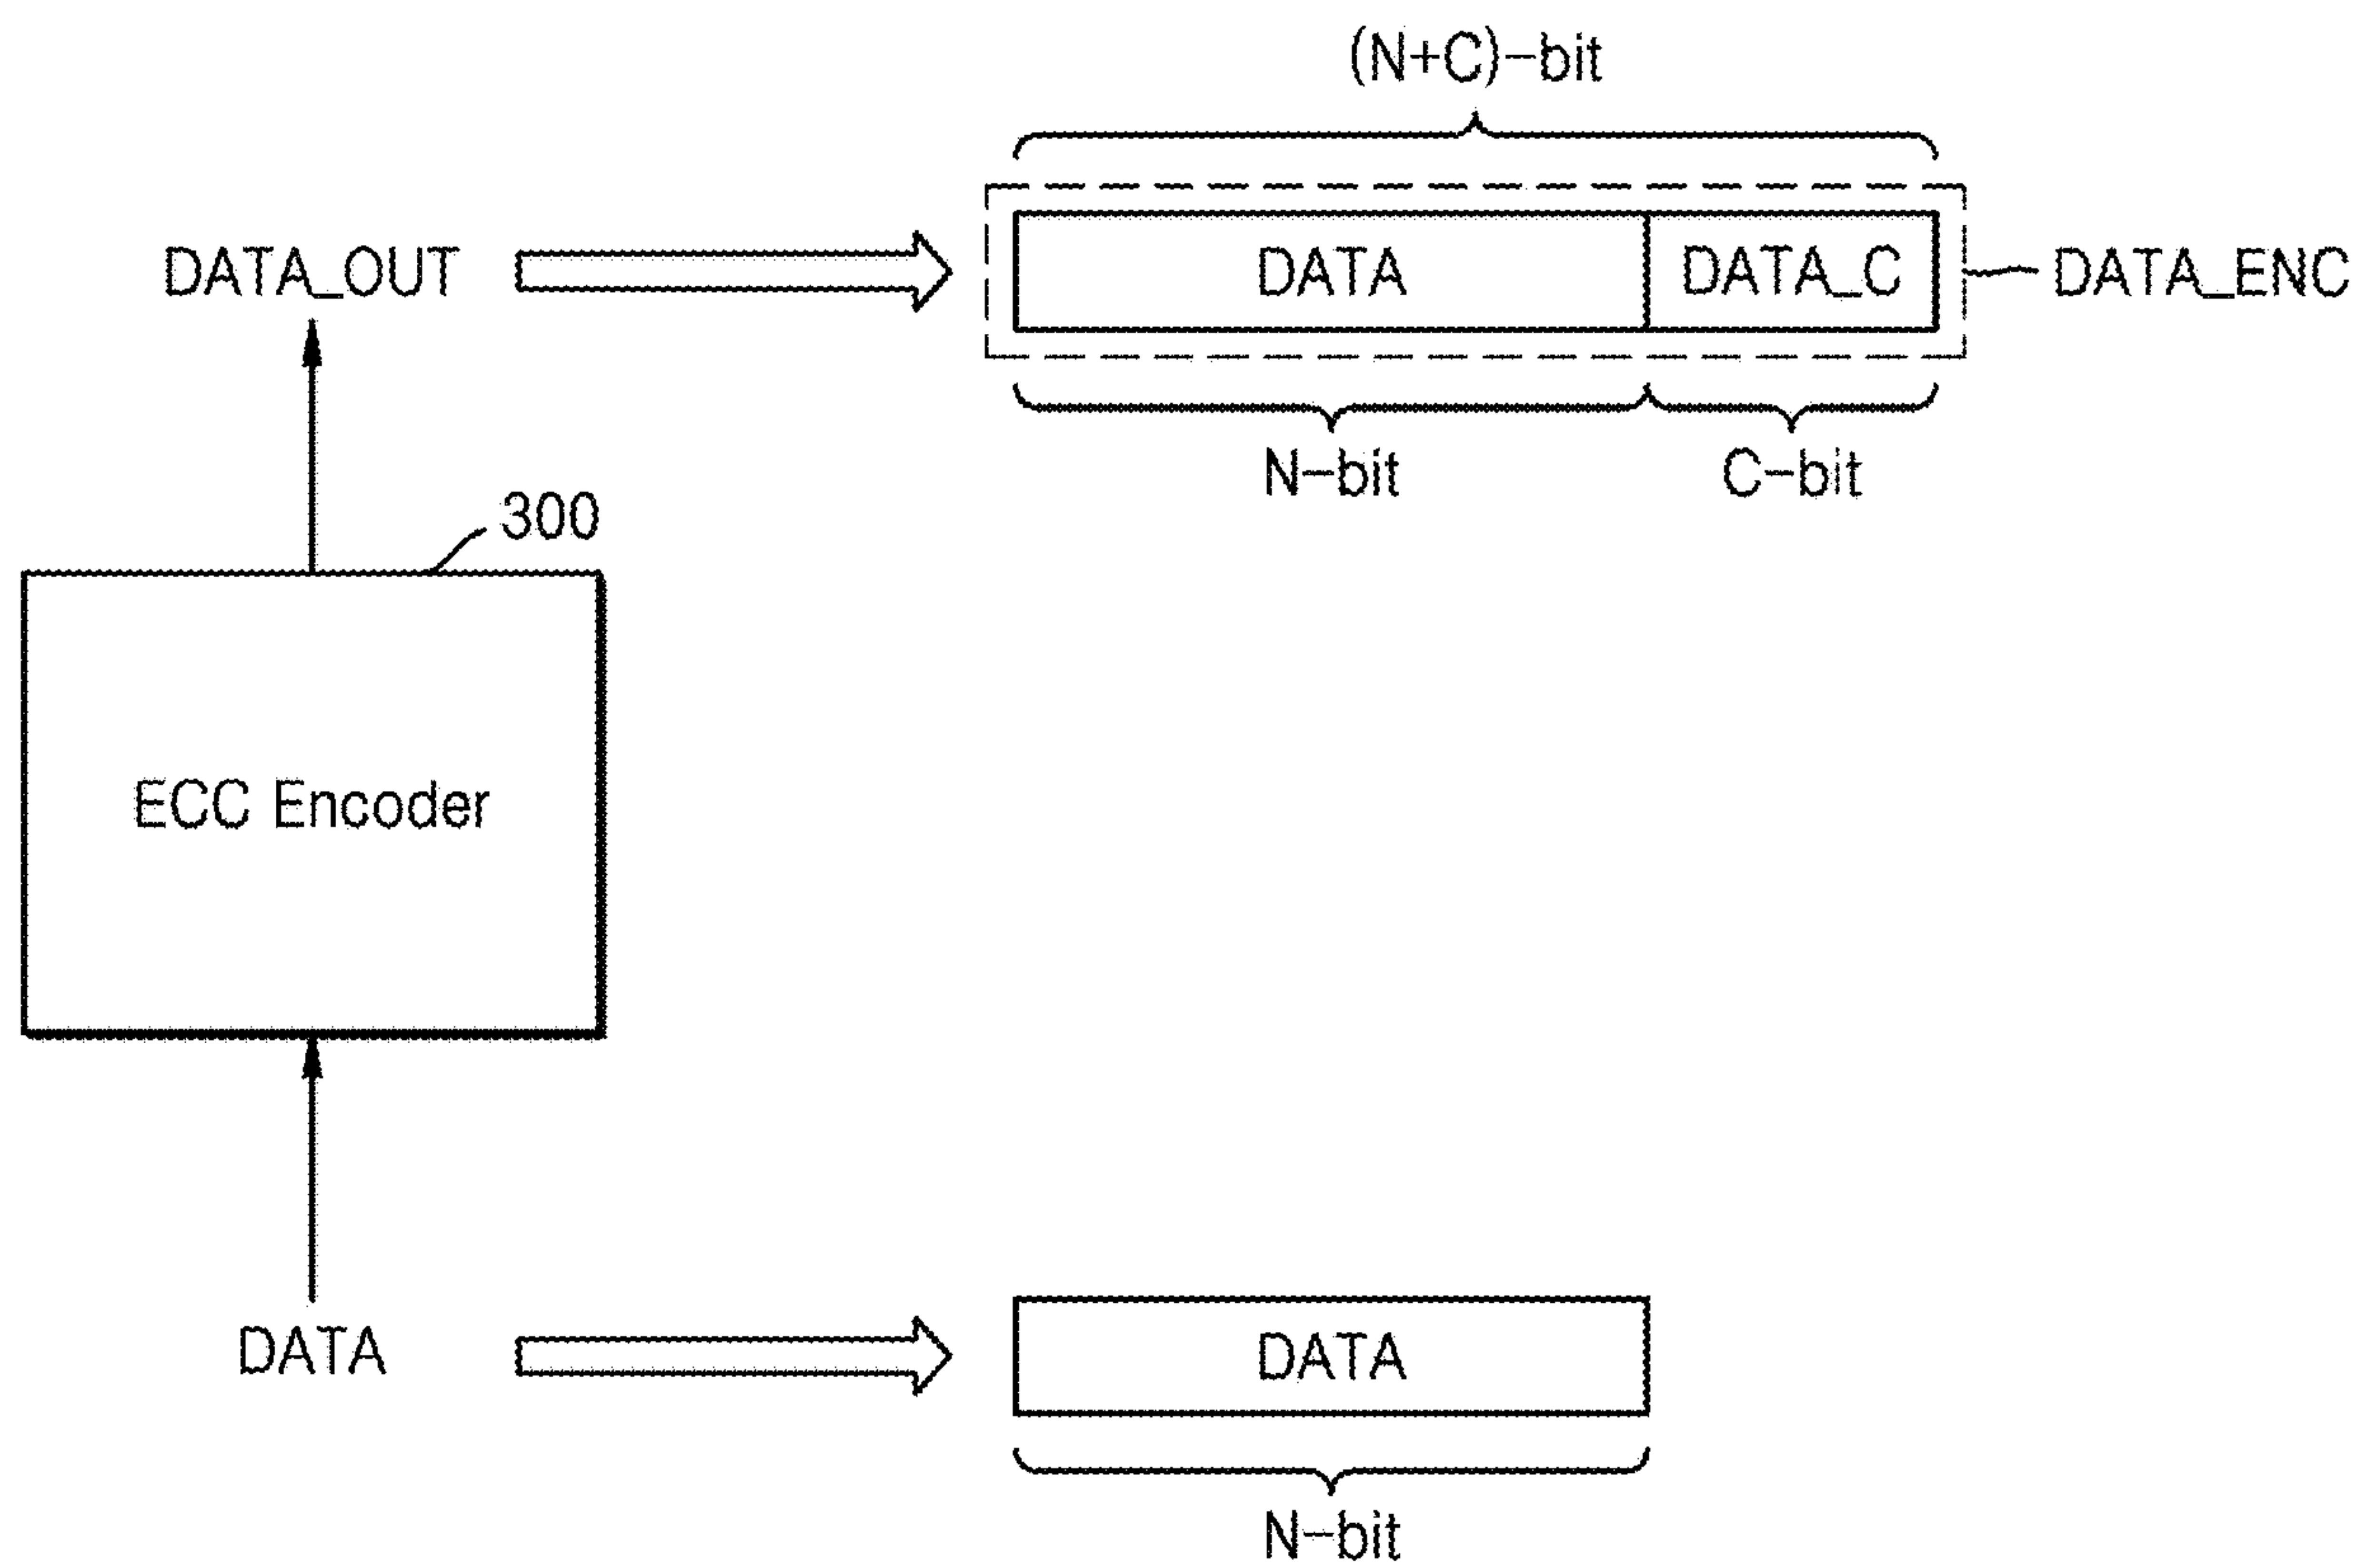 (N+C)-bit
DATA_OUT
DATA
DATA_C
DATA_ENC
N-bit
C-bit
300
ECC Encoder
DATA
DATA
N-bit